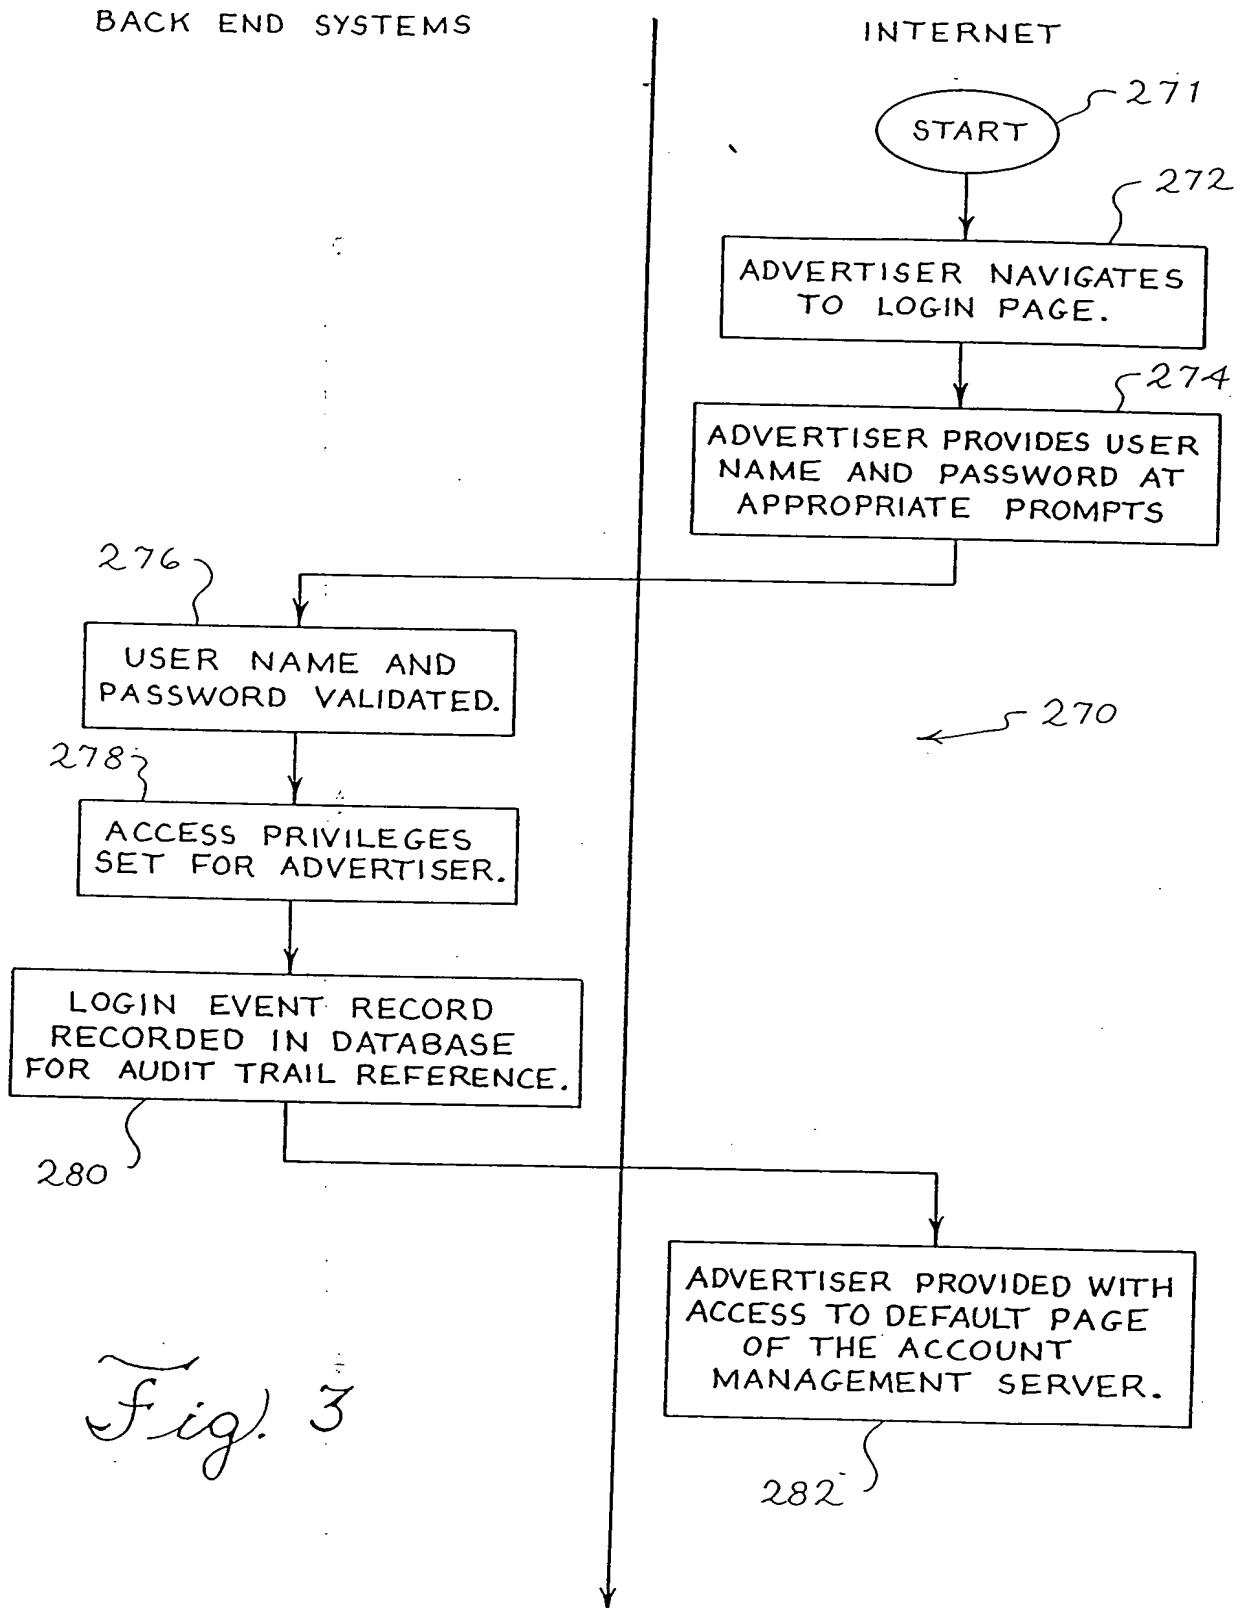 BACK END SYSTEMS
INTERNET
START
271
272
ADVERTISER NAVIGATES
TO LOGIN PAGE.
274
ADVERTISER PROVIDES USER
NAME AND PASSWORD AT
APPROPRIATE PROMPTS
276
USER NAME AND
PASSWORD VALIDATED.
270
278
ACCESS PRIVILEGES
SET FOR ADVERTISER.
LOGIN EVENT RECORD
RECORDED IN DATABASE
FOR AUDIT TRAIL REFERENCE.
280
ADVERTISER PROVIDED WITH
ACCESS TO DEFAULT PAGE
OF THE ACCOUNT
MANAGEMENT SERVER.
282
Fig. 3